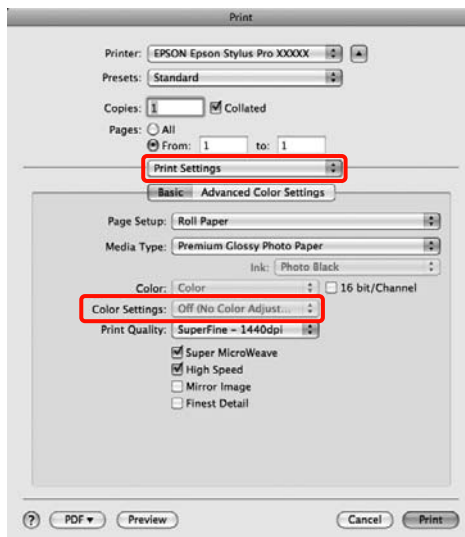 Print
Printer: EPSON Epson Stylus Pro XXXXX
Presets: Standard
Copies: 1 Collated
Pages: All
From: 1 to: 1
Print Settings
Basic Advanced Color Settings
Page Setup: Roll Paper
Media Type: Premium Glossy Photo Paper
Ink: Photo Black
Color: Color 16 bit/Channel
Color Settings: Off (No Color Adjust...
Print Quality: SuperFine - 1440dpi
Super MicroWeave
High Speed
Mirror Image
Finest Detail
? PDF Preview Cancel Print